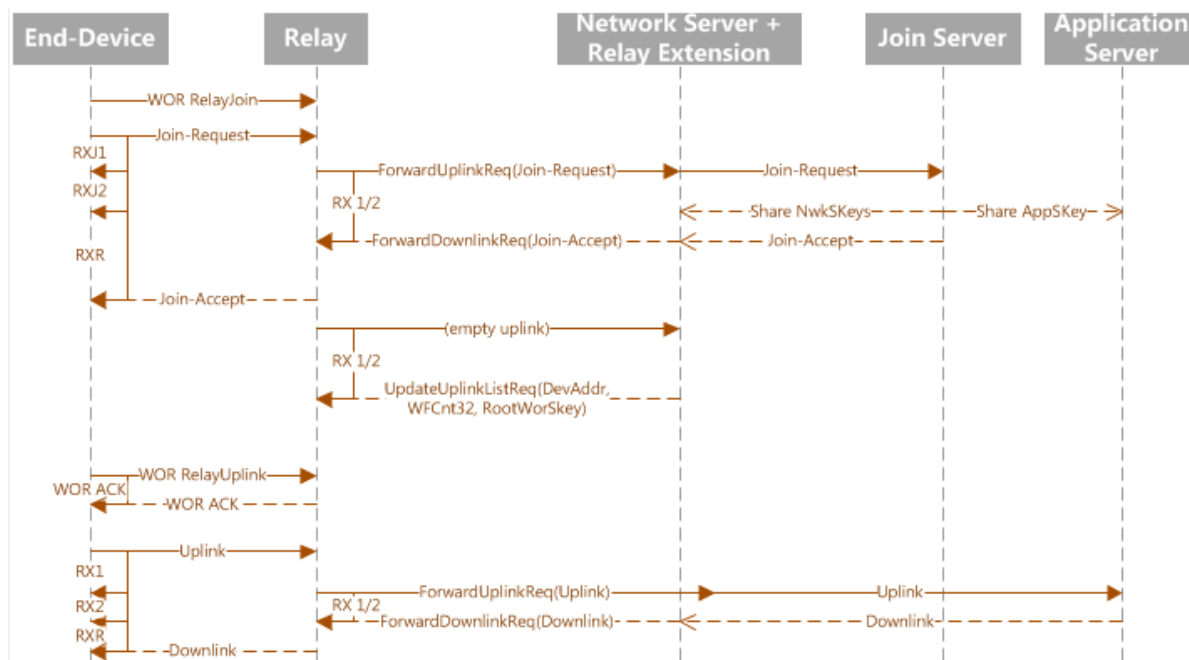 End-Device
Relay
Network Server +
Relay Extension
Join Server
Application
Server
WOR RelayJoin
Join-Request
RXJ1
ForwardUplinkReq(Join-Request)
Join-Request
RXJ2
RX 1/2
Share NwkSKeys
Share AppSKey
ForwardDownlinkReq(Join-Accept)
Join-Accept
RXR
Join-Accept
(empty uplink)
RX 1/2
UpdateUplinkListReq(DevAddr,
WFCnt32, RootWorSkey)
WOR RelayUplink
WOR ACK
WOR ACK
Uplink
RX1
ForwardUplinkReq(Uplink)
Uplink
RX2
RX 1/2
ForwardDownlinkReq(Downlink)
Downlink
RXR
Downlink